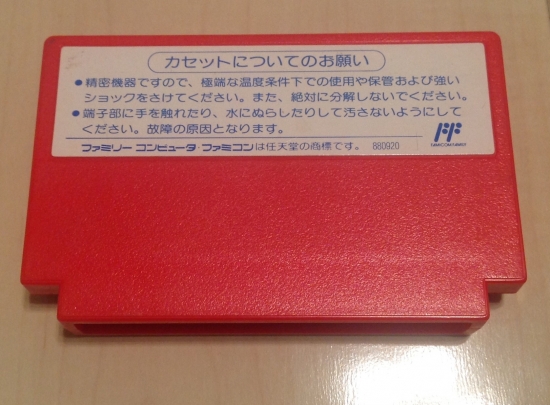 カセットについてのお願い
●精密機器ですので、極端な温度条件下での使用や保管および強い
ショックをさけてください。また、絶対に分解しないでください。
●端子部に手を触れたり、水にぬらしたりして汚さないようにして
ください。故障の原因となります。
ファミリー コンピュータ・ファミコンは任天堂の商標です。 880920
FF
FAMICOM FAMILY